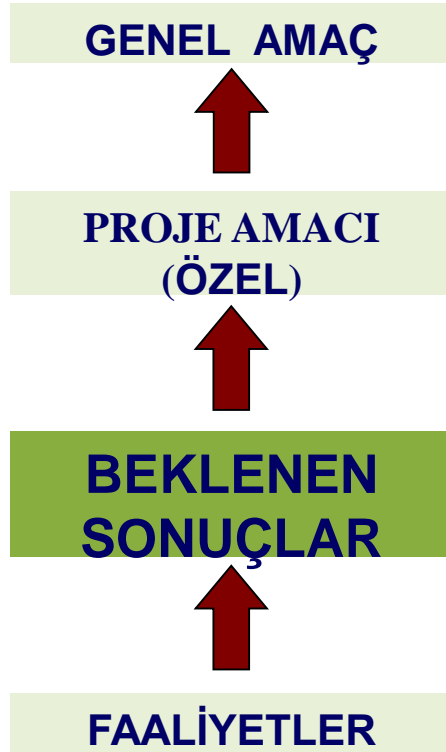 GENEL AMAÇ
PROJE AMACI
(ÖZEL)
BEKLENEN
SONUÇLAR
FAALİYETLER